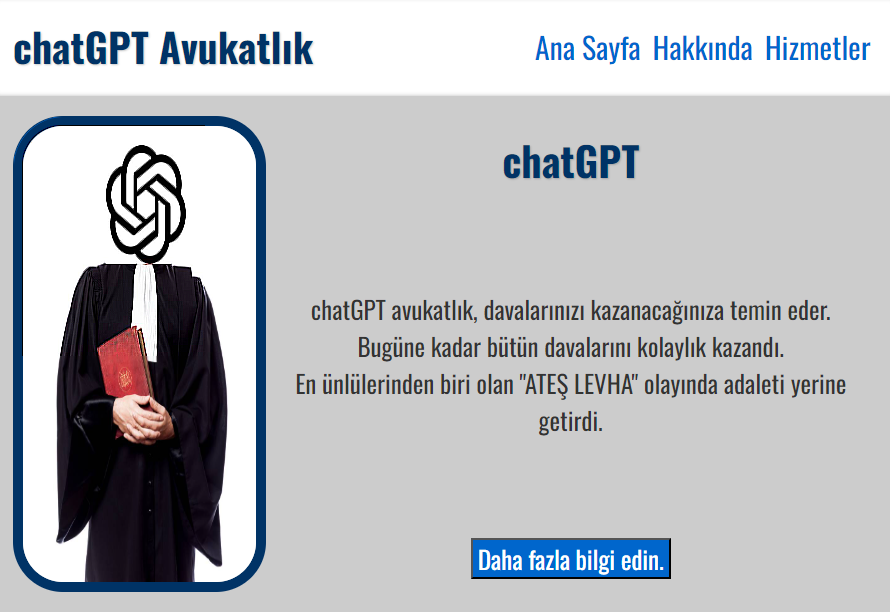 chatGPT Avukatlık
Ana Sayfa Hakkında Hizmetler
chatGPT
chatGPT avukatlık, davalarınızı kazanacağınıza temin eder.
Bugüne kadar bütün davalarını kolaylık kazandı.
En ünlülerinden biri olan "ATEŞ LEVHA" olayında adaleti yerine
getirdi.
Daha fazla bilgi edin.